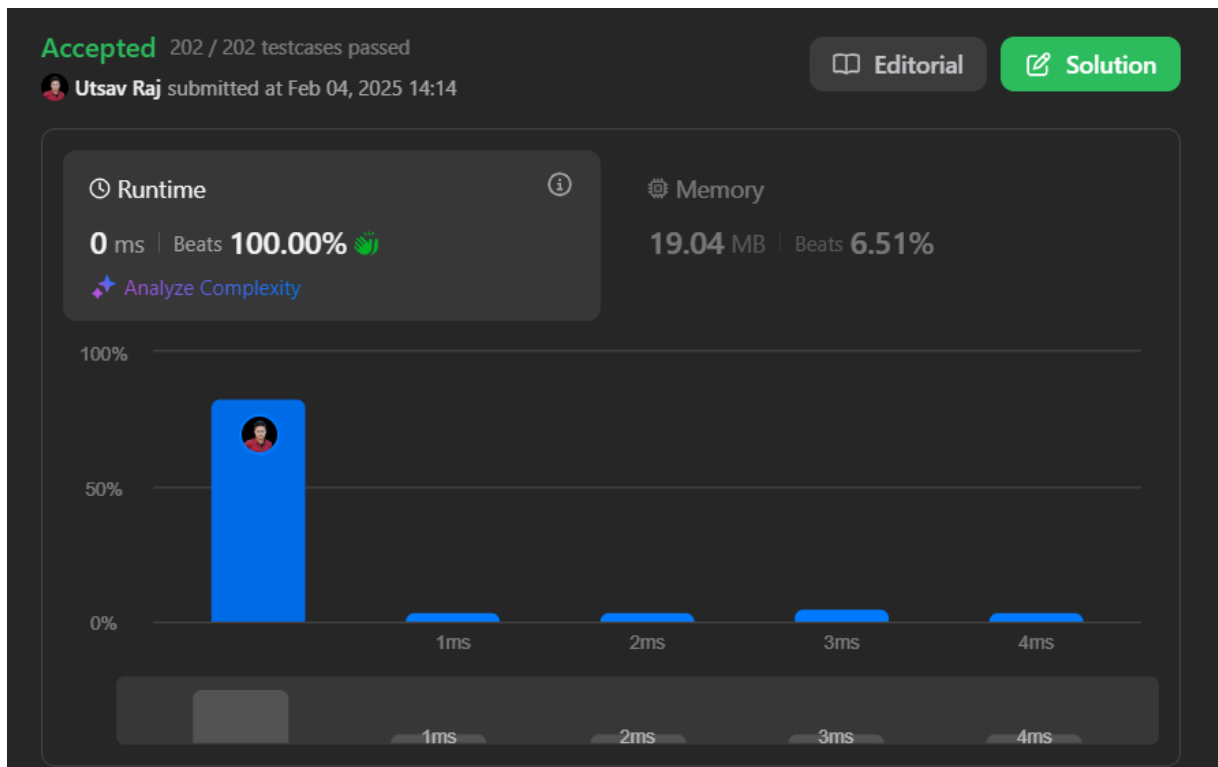 Accepted 202 / 202 testcases passed
Utsav Raj submitted at Feb 04, 2025 14:14
Editorial
Solution
Runtime
0 ms Beats 100.00%
Analyze Complexity
Memory
19.04 MB Beats 6.51%
100%
50%
0%
1ms 2ms 3ms 4ms
1ms 2ms 3ms 4ms